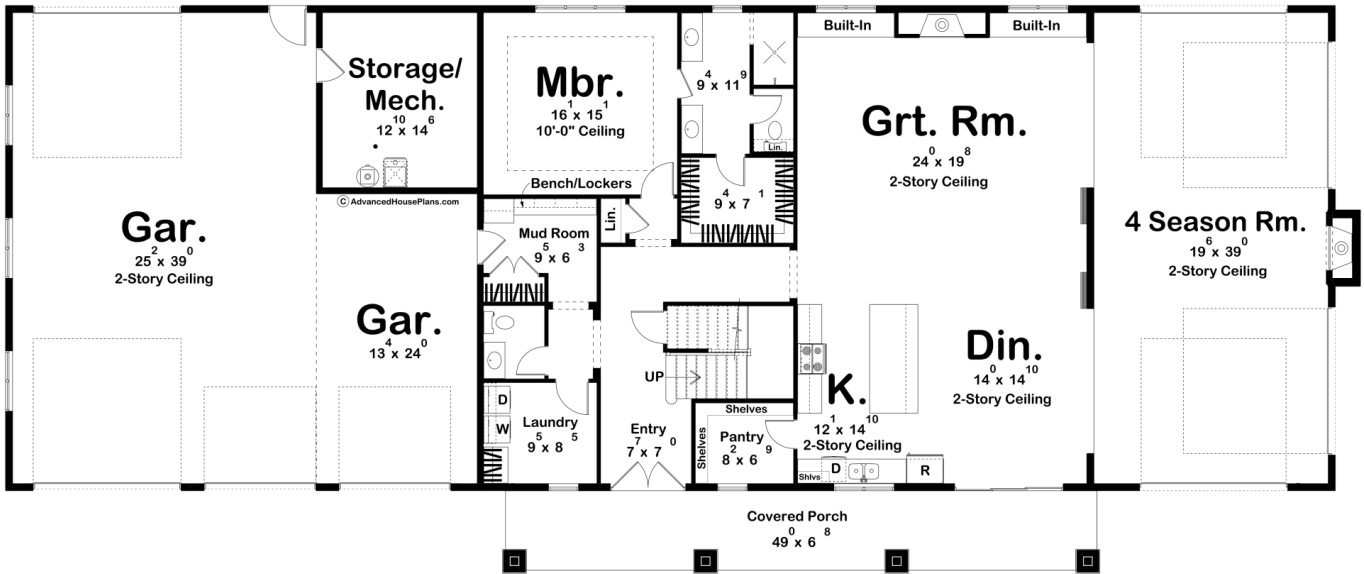 Built-In
Built-In
Storage/
Mech.
12 10 x 14 6
Mbr.
16 1 x 15 1
10'-0" Ceiling
9 4 x 11 9
Lin.
Grt. Rm.
24 0 x 19 8
2-Story Ceiling
Bench/Lockers
9 4 x 7 1
© AdvancedHousePlans.com
Gar.
25 2 x 39 0
2-Story Ceiling
Lin.
Mud Room
9 5 x 6 3
4 Season Rm.
19 6 x 39 0
2-Story Ceiling
Gar.
13 4 x 24 0
Din.
14 0 x 14 10
2-Story Ceiling
UP
K.
12 1 x 14 10
2-Story Ceiling
D
W
Laundry
9 5 x 8 5
Entry
7 7 x 7 0
Shelves
Shelves
Pantry
8 2 x 6 9
Shlvs
D
R
Covered Porch
49 0 x 6 8